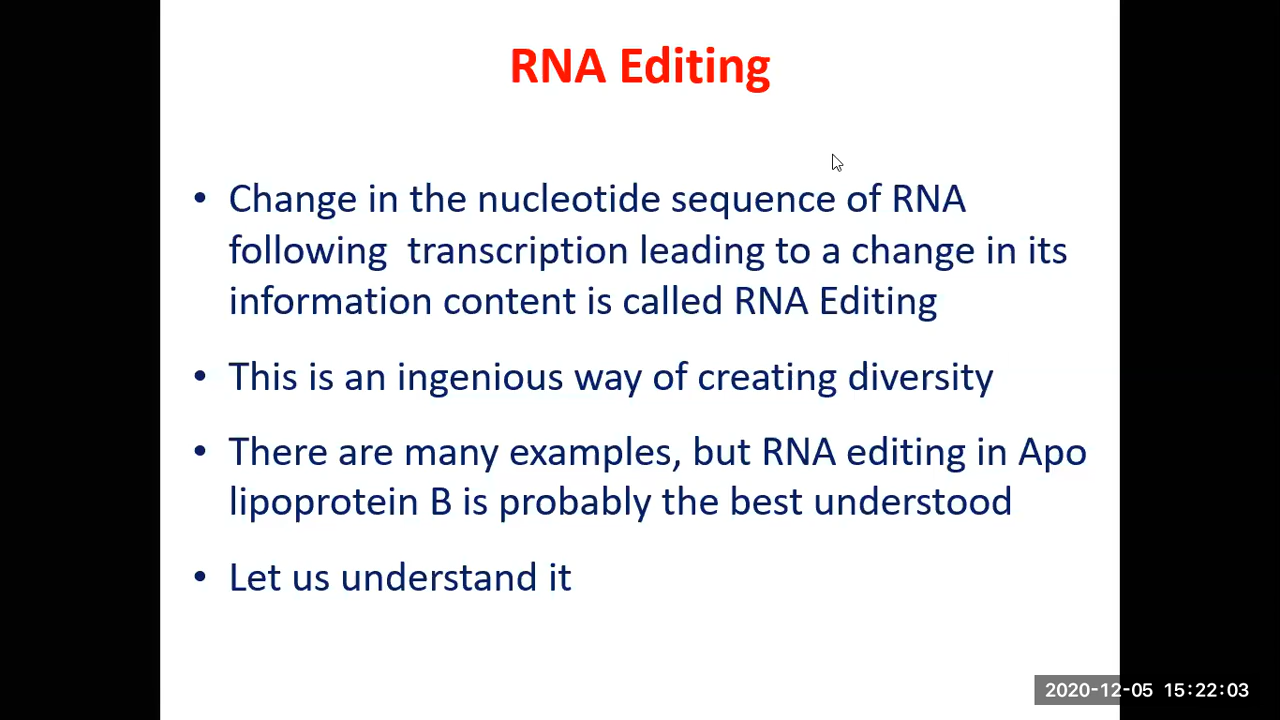 RNA Editing
• Change in the nucleotide sequence of RNA
following  transcription leading to a change in its
information content is called RNA Editing
• This is an ingenious way of creating diversity
• There are many examples, but RNA editing in Apo
lipoprotein B is probably the best understood
• Let us understand it
2020-12-05 15:22:03